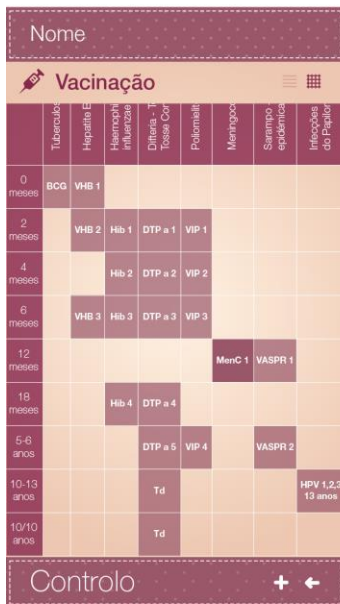 Nome
Vacinação
Tuberculos
Hepatite B
Haemophi
influenzae
Difteria - T
Tosse Con
Poliomielit
Meningoco
Sarampo
epidémica
Infecções
do Papilor
0
meses
BCG VHB 1
2
meses
VHB 2 Hib 1 DTP a 1 VIP 1
4
meses
Hib 2 DTP a 2 VIP 2
6
meses
VHB 3 Hib 3 DTP a 3 VIP 3
12
meses
MenC 1 VASPR 1
18
meses
Hib 4 DTP a 4
5-6
anos
DTP a 5 VIP 4 VASPR 2
10-13
anos
Td
HPV 1,2,3
13 anos
10/10
anos
Td
Controlo